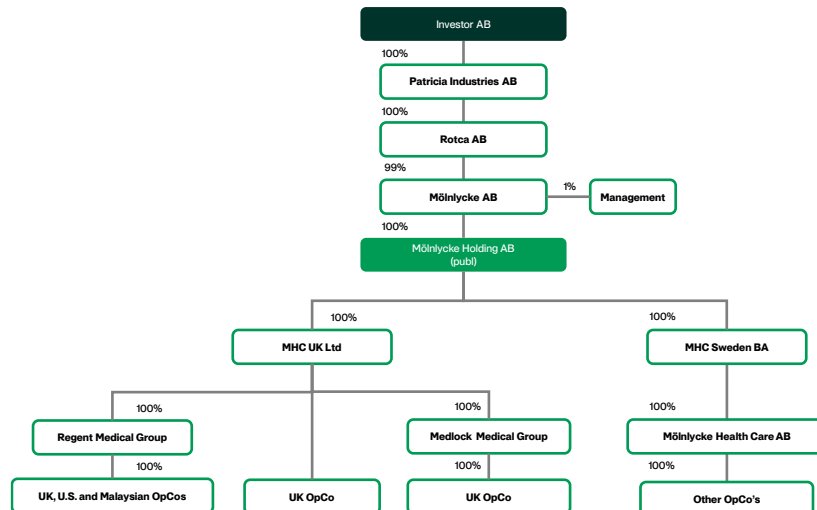 Investor AB
100%
Patricia Industries AB
100%
Rotca AB
99%
Mölnlycke AB
1%
Management
100%
Mölnlycke Holding AB
(publ)
100%
100%
MHC UK Ltd
MHC Sweden BA
100%
100%
100%
Regent Medical Group
Medlock Medical Group
Mölnlycke Health Care AB
100%
100%
100%
UK, U.S. and Malaysian OpCos
UK OpCo
UK OpCo
Other OpCo's